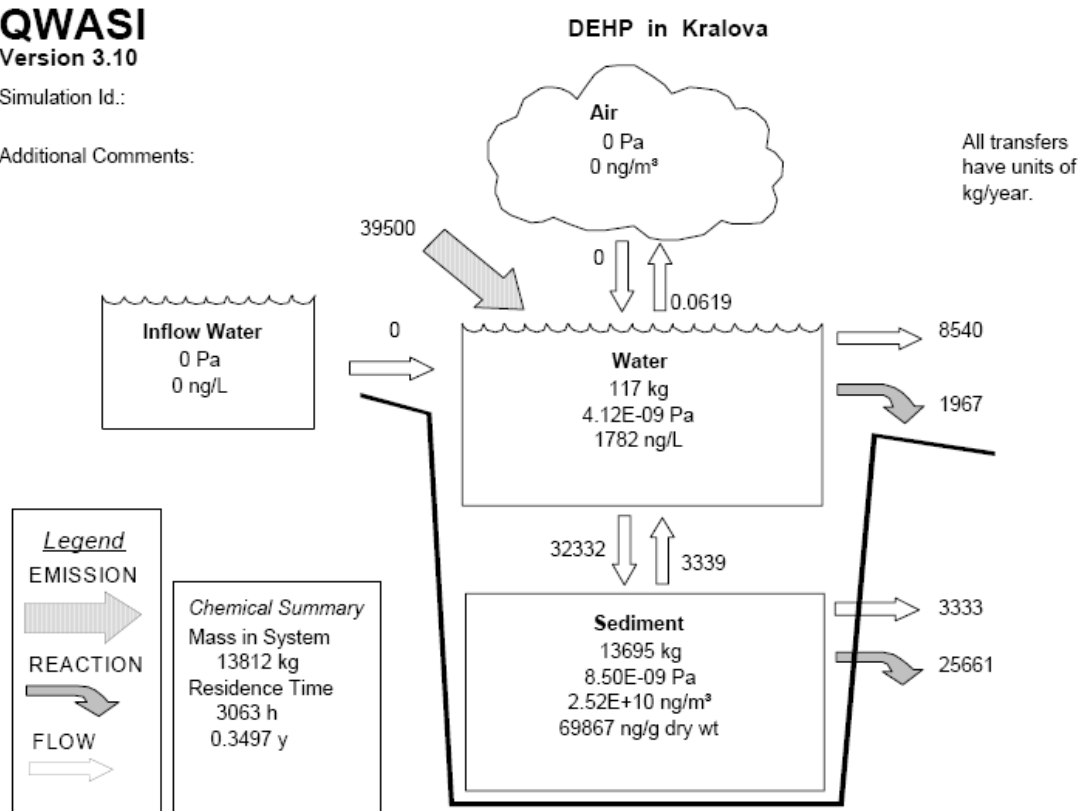 QWASI
Version 3.10
DEHP in Kralova
Simulation Id.:
Additional Comments:
Air
0 Pa
0 ng/m³
All transfers
have units of
kg/year.
39500
0
0.0619
Inflow Water
0 Pa
0 ng/L
0
Water
117 kg
4.12E-09 Pa
1782 ng/L
8540
1967
32332
3339
Sediment
13695 kg
8.50E-09 Pa
2.52E+10 ng/m³
69867 ng/g dry wt
3333
25661
Legend
EMISSION
REACTION
FLOW
Chemical Summary
Mass in System
13812 kg
Residence Time
3063 h
0.3497 y